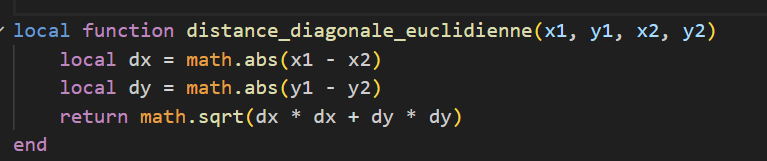 local function distance_diagonale_euclidienne(x1, y1, x2, y2)
    local dx = math.abs(x1 - x2)
    local dy = math.abs(y1 - y2)
    return math.sqrt(dx * dx + dy * dy)
end